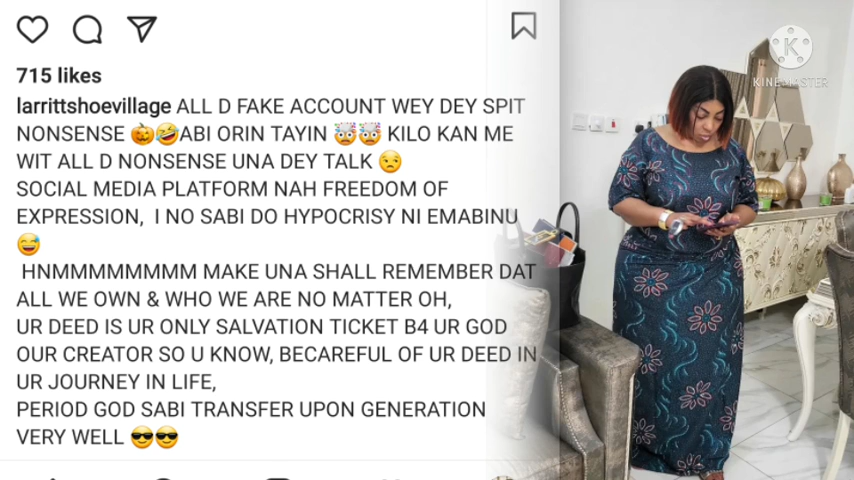 715 likes
larrittshoevillage ALL D FAKE ACCOUNT WEY DEY SPIT
NONSENSE 🎃🤣ABI ORIN TAYIN 🤯🤯 KILO KAN ME
WIT ALL D NONSENSE UNA DEY TALK 😒
SOCIAL MEDIA PLATFORM NAH FREEDOM OF
EXPRESSION, I NO SABI DO HYPOCRISY NI EMABINU
😅
HNMMMMMMMM MAKE UNA SHALL REMEMBER DAT
ALL WE OWN & WHO WE ARE NO MATTER OH,
UR DEED IS UR ONLY SALVATION TICKET B4 UR GOD
OUR CREATOR SO U KNOW, BECAREFUL OF UR DEED IN
UR JOURNEY IN LIFE,
PERIOD GOD SABI TRANSFER UPON GENERATION
VERY WELL 😎😎
K
KINEMASTER